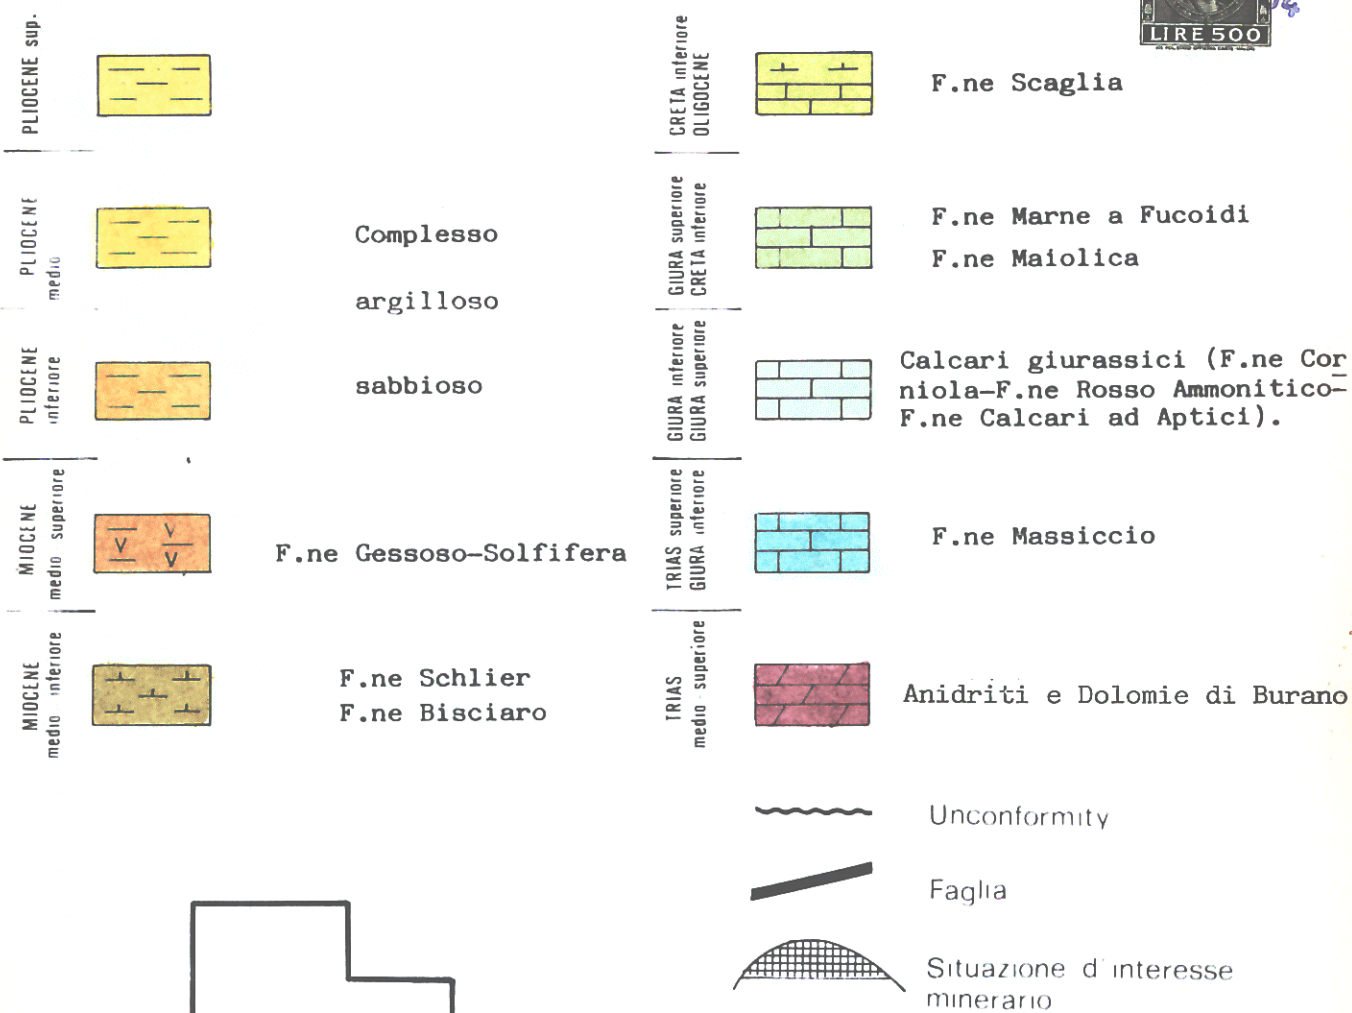 PLIOCENE sup.
PLIOCENE
medio
Complesso
argilloso
PLIOCENE
inferiore
sabbioso
MIOCENE
medio superiore
F.ne Gessoso-Solfifera
MIOCENE
medio inferiore
F.ne Schlier
F.ne Bisciaro
LIRE 500
CRETA inferiore
OLIGOCENE
F.ne Scaglia
GIURA superiore
CRETA inferiore
F.ne Marne a Fucoidi
F.ne Maiolica
GIURA inferiore
GIURA superiore
Calcari giurassici (F.ne Cor
niola-F.ne Rosso Ammonitico-
F.ne Calcari ad Aptici).
TRIAS superiore
GIURA inferiore
F.ne Massiccio
TRIAS
medio - superiore
Anidriti e Dolomie di Burano
Unconformity
Faglia
Situazione d'interesse
minerario